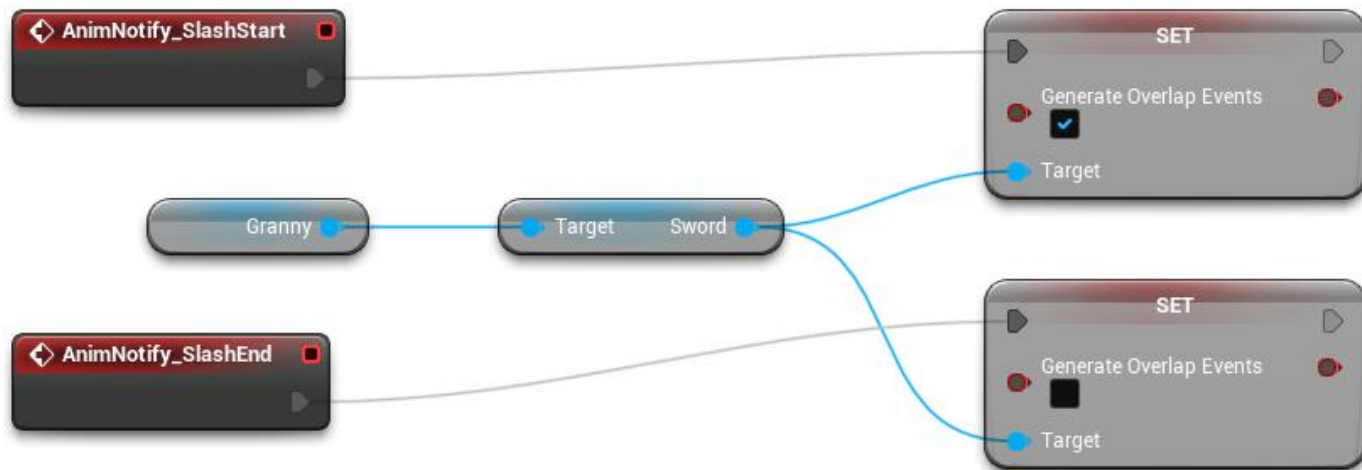 AnimNotify_SlashStart
SET
Generate Overlap Events
Target
Granny
Target Sword
AnimNotify_SlashEnd
SET
Generate Overlap Events
Target